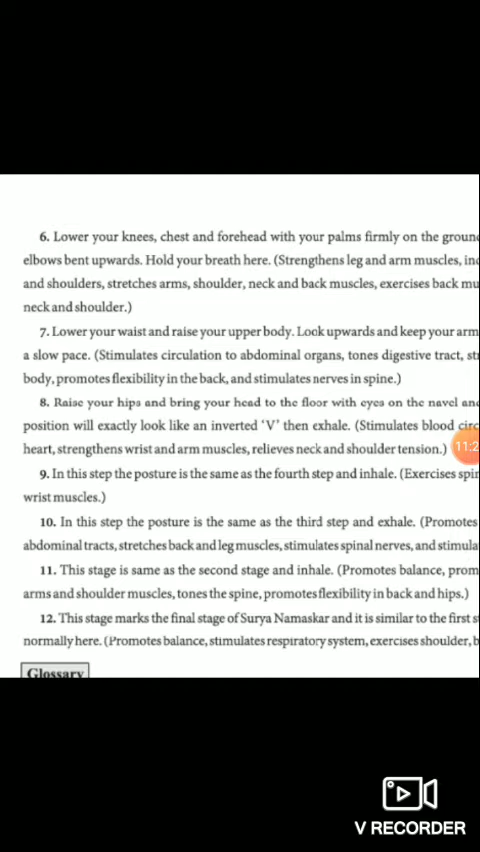 6. Lower your knees, chest and forehead with your palms firmly on the
elbows bent upwards. Hold your breath here. (Strengthens leg and arm muscles,
and shoulders, stretches arms, shoulder, neck and back muscles, exercises back
neck and shoulder.)
7. Lower your waist and raise your upper body. Look upwards and keep your
a slow pace. (Stimulates circulation to abdominal organs, tones digestive tract,
body, promotes flexibility in the back, and stimulates nerves in spine.)
8. Raise your hips and bring your head to the floor with eyes on the navel
position will exactly look like an inverted ‘V’ then exhale. (Stimulates blood
heart, strengthens wrist and arm muscles, relieves neck and shoulder tension.) 11:2
9. In this step the posture is the same as the fourth step and inhale. (Exercises
wrist muscles.)
10. In this step the posture is the same as the third step and exhale. (Promotes
abdominal tracts, stretches back and leg muscles, stimulates spinal nerves, and
11. This stage is same as the second stage and inhale. (Promotes balance,
arms and shoulder muscles, tones the spine, promotes flexibility in back and hips.)
12. This stage marks the final stage of Surya Namaskar and it is similar to the first
normally here. (Promotes balance, stimulates respiratory system, exercises shoulder,
Glossary
V RECORDER